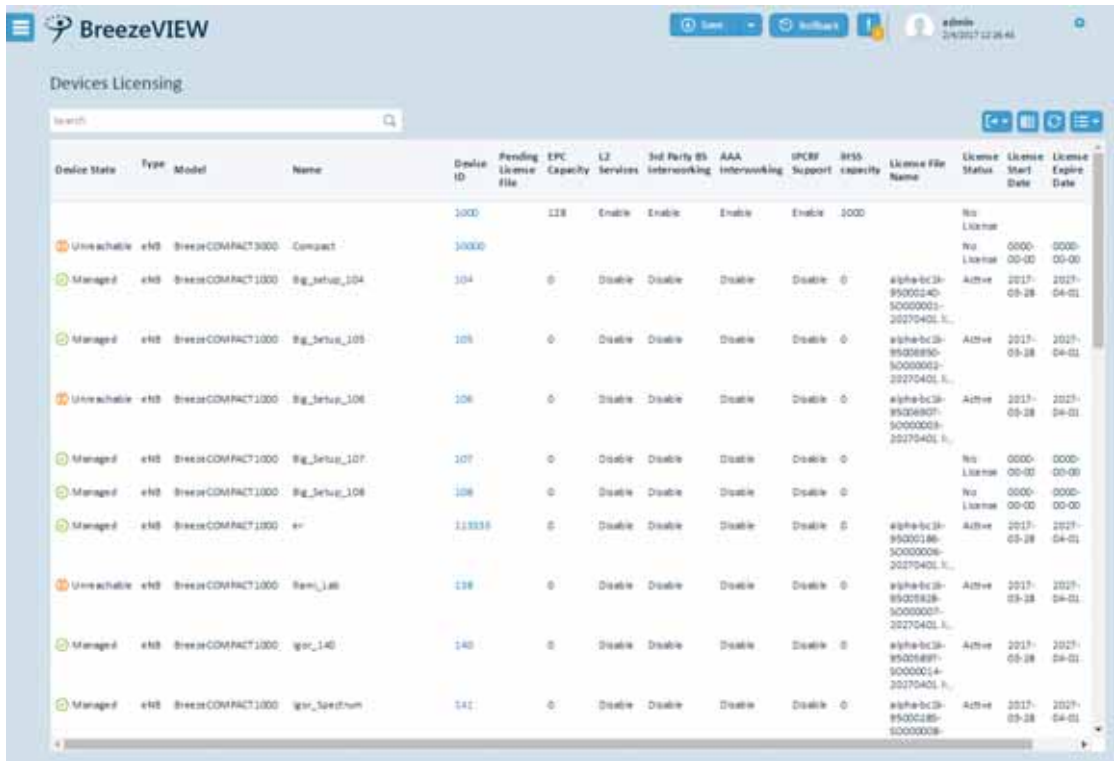 BreezeVIEW
Save
Rollback
admin
Devices Licensing
Search
Device State Type Model Name Device ID Pending License File EPC Capacity L2 Services 3rd Party BS Interworking AAA Interworking IPCRF Support IHSS capacity License File Name License Status License Start Date License Expire Date
1000 128 Enable Enable Enable Enable 1000 No License
Unreachable eNB BreezeCOMPACT3000 Compact 10000 No License 0000-00-00 0000-00-00
Managed eNB BreezeCOMPACT1000 Big_Setup_104 104 0 Disable Disable Disable Disable 0 Active 2017-03-28 2027-04-01
Managed eNB BreezeCOMPACT1000 Big_Setup_105 105 0 Disable Disable Disable Disable 0 Active 2017-03-28 2027-04-01
Unreachable eNB BreezeCOMPACT1000 Big_Setup_106 106 0 Disable Disable Disable Disable 0 Active 2017-03-28 2027-04-01
Managed eNB BreezeCOMPACT1000 Big_Setup_107 107 0 Disable Disable Disable Disable 0 No License 0000-00-00 0000-00-00
Managed eNB BreezeCOMPACT1000 Big_Setup_108 108 0 Disable Disable Disable Disable 0 No License 0000-00-00 0000-00-00
Managed eNB BreezeCOMPACT1000 0 Disable Disable Disable Disable 0 Active 2017-03-28 2027-04-01
Unreachable eNB BreezeCOMPACT1000 138 0 Disable Disable Disable Disable 0 Active 2017-03-28 2027-04-01
Managed eNB BreezeCOMPACT1000 Igor_140 140 0 Disable Disable Disable Disable 0 Active 2017-03-28 2027-04-01
Managed eNB BreezeCOMPACT1000 Igor_Spectrum 141 0 Disable Disable Disable Disable 0 Active 2017-03-28 2027-04-01